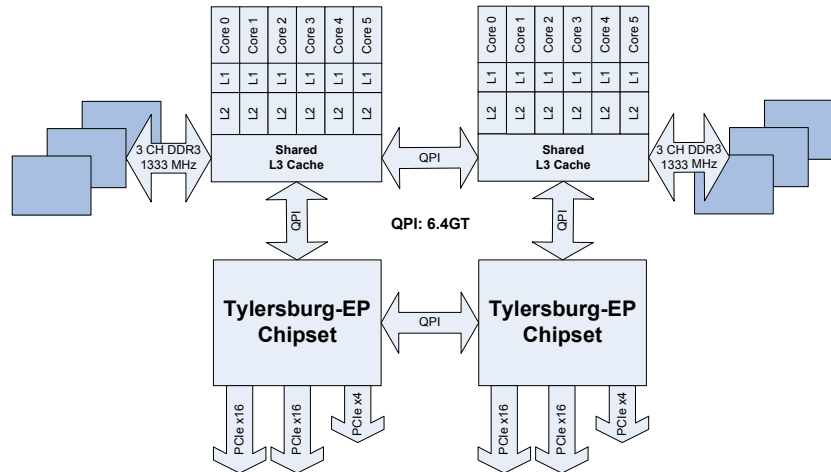 Core 0 Core 1 Core 2 Core 3 Core 4 Core 5
L1 L1 L1 L1 L1 L1
L2 L2 L2 L2 L2 L2
Shared
L3 Cache
3 CH DDR3
1333 MHz
QPI
Core 0 Core 1 Core 2 Core 3 Core 4 Core 5
L1 L1 L1 L1 L1 L1
L2 L2 L2 L2 L2 L2
Shared
L3 Cache
3 CH DDR3
1333 MHz
QPI
QPI: 6.4GT
QPI
Tylersburg-EP
Chipset
QPI
Tylersburg-EP
Chipset
PCIe x16
PCIe x16
PCIe x4
PCIe x16
PCIe x16
PCIe x4